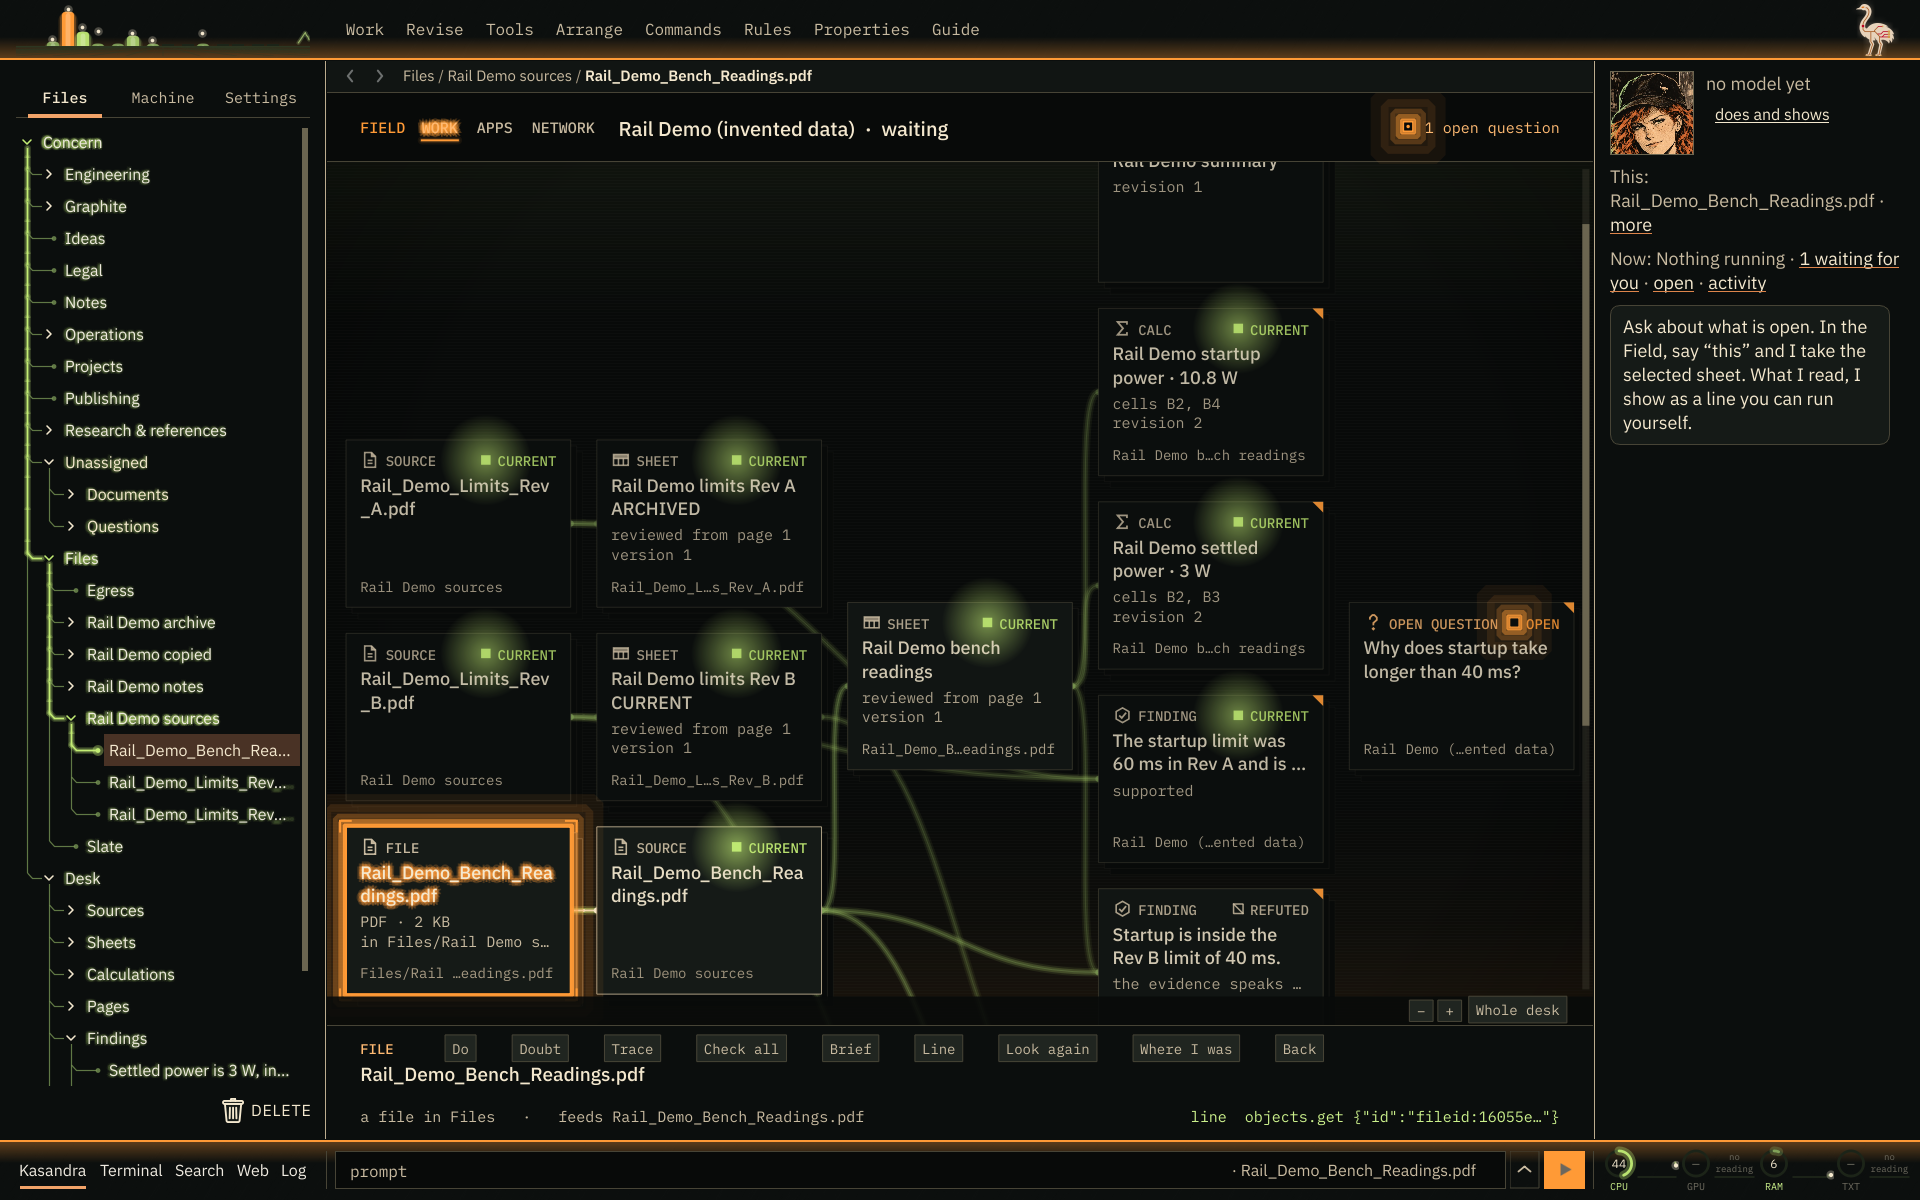 Work Revise Tools Arrange Commands Rules Properties Guide
Files Machine Settings
Concern
Engineering
Graphite
Ideas
Legal
Notes
Operations
Projects
Publishing
Research & references
Unassigned
Documents
Questions
Files
Egress
Rail Demo archive
Rail Demo copied
Rail Demo notes
Rail Demo sources
Rail_Demo_Bench_Rea...
Rail_Demo_Limits_Rev...
Rail_Demo_Limits_Rev...
Slate
Desk
Sources
Sheets
Calculations
Pages
Findings
Settled power is 3 W, in...
DELETE
Files / Rail Demo sources / Rail_Demo_Bench_Readings.pdf
FIELD WORK APPS NETWORK Rail Demo (invented data) · waiting
1 open question
Rail Demo summary
revision 1
SOURCE CURRENT
Rail_Demo_Limits_Rev
_A.pdf
Rail Demo sources
SHEET CURRENT
Rail Demo limits Rev A
ARCHIVED
reviewed from page 1
version 1
Rail_Demo_L…s_Rev_A.pdf
SOURCE CURRENT
Rail_Demo_Limits_Rev
_B.pdf
Rail Demo sources
SHEET CURRENT
Rail Demo limits Rev B
CURRENT
reviewed from page 1
version 1
Rail_Demo_L…s_Rev_B.pdf
FILE
Rail_Demo_Bench_Rea
dings.pdf
PDF · 2 KB
in Files/Rail Demo s…
Files/Rail …eadings.pdf
SOURCE CURRENT
Rail_Demo_Bench_Rea
dings.pdf
Rail Demo sources
SHEET CURRENT
Rail Demo bench
readings
reviewed from page 1
version 1
Rail_Demo_B…eadings.pdf
CALC CURRENT
Rail Demo startup
power · 10.8 W
cells B2, B4
revision 2
Rail Demo b…ch readings
CALC CURRENT
Rail Demo settled
power · 3 W
cells B2, B3
revision 2
Rail Demo b…ch readings
FINDING CURRENT
The startup limit was
60 ms in Rev A and is ...
supported
Rail Demo (…ented data)
FINDING REFUTED
Startup is inside the
Rev B limit of 40 ms.
the evidence speaks …
? OPEN QUESTION OPEN
Why does startup take
longer than 40 ms?
Rail Demo (…ented data)
− + Whole desk
FILE Do Doubt Trace Check all Brief Line Look again Where I was Back
Rail_Demo_Bench_Readings.pdf
a file in Files · feeds Rail_Demo_Bench_Readings.pdf
line objects.get {"id":"fileid:16055e…"}
no model yet
does and shows
This:
Rail_Demo_Bench_Readings.pdf ·
more
Now: Nothing running · 1 waiting for
you · open · activity
Ask about what is open. In the
Field, say “this” and I take the
selected sheet. What I read, I
show as a line you can run
yourself.
Kasandra Terminal Search Web Log
prompt
· Rail_Demo_Bench_Readings.pdf
44 CPU
– GPU no reading
6 RAM
– TXT no reading